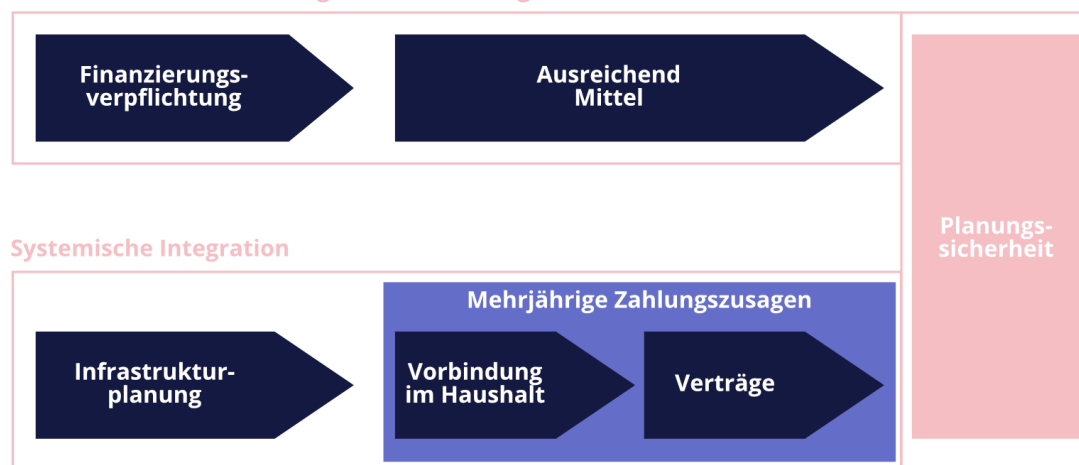 Finanzierungs-
verpflichtung
Ausreichend
Mittel
Planungs-
sicherheit
Systemische Integration
Mehrjährige Zahlungszusagen
Infrastruktur-
planung
Vorbindung
im Haushalt
Verträge